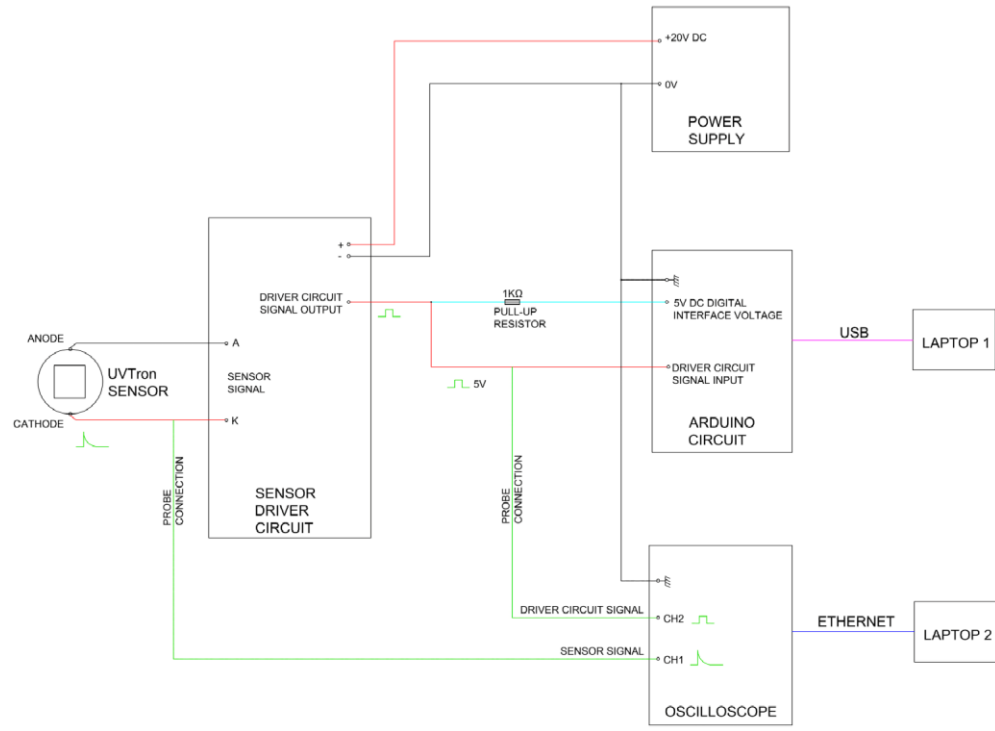 +20V DC
0V
POWER
SUPPLY
+
-
DRIVER CIRCUIT
SIGNAL OUTPUT
1KΩ
PULL-UP
RESISTOR
5V DC DIGITAL
INTERFACE VOLTAGE
USB
LAPTOP 1
ANODE
A
UVTron
SENSOR
SENSOR
SIGNAL
5V
DRIVER CIRCUIT
SIGNAL INPUT
CATHODE
K
ARDUINO
CIRCUIT
PROBE
CONNECTION
SENSOR
DRIVER
CIRCUIT
PROBE
CONNECTION
DRIVER CIRCUIT SIGNAL
CH2
ETHERNET
LAPTOP 2
SENSOR SIGNAL
CH1
OSCILLOSCOPE